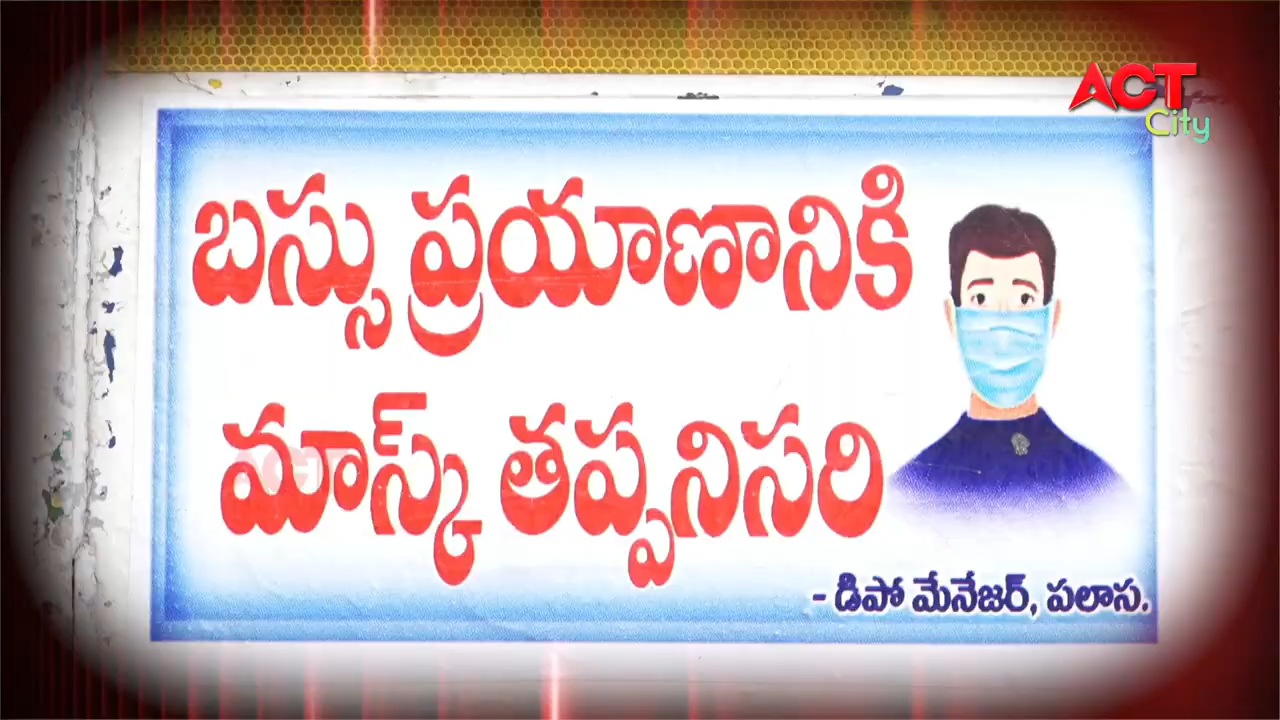 ACT
City
బస్సు ప్రయాణానికి
మాస్క్ తప్పనిసరి
- డిపో మేనేజర్, పలాస.